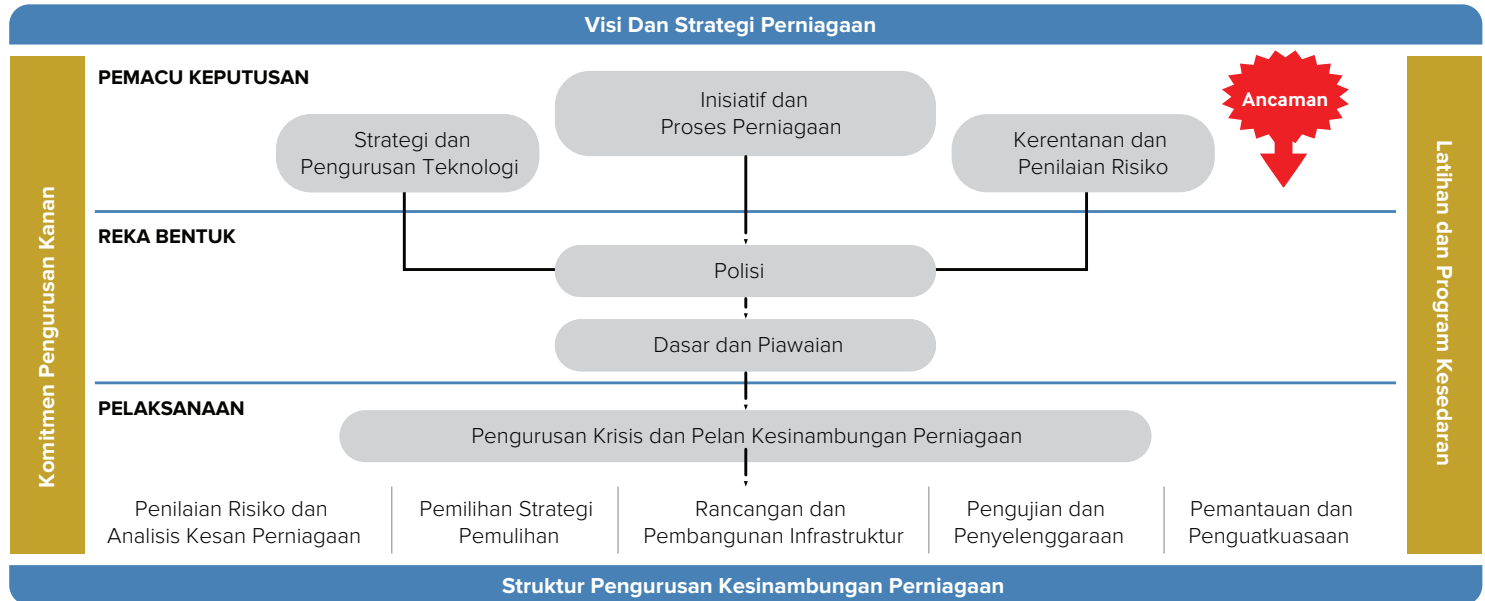 Visi Dan Strategi Perniagaan
Komitmen Pengurusan Kanan
PEMACU KEPUTUSAN
Strategi dan
Pengurusan Teknologi
Inisiatif dan
Proses Perniagaan
Kerentanan dan
Penilaian Risiko
Ancaman
REKA BENTUK
Polisi
Dasar dan Piawaian
PELAKSANAAN
Pengurusan Krisis dan Pelan Kesinambungan Perniagaan
Penilaian Risiko dan
Analisis Kesan Perniagaan
Pemilihan Strategi
Pemulihan
Rancangan dan
Pembangunan Infrastruktur
Pengujian dan
Penyelenggaraan
Pemantauan dan
Penguatkuasaan
Latihan dan Program Kesedaran
Struktur Pengurusan Kesinambungan Perniagaan